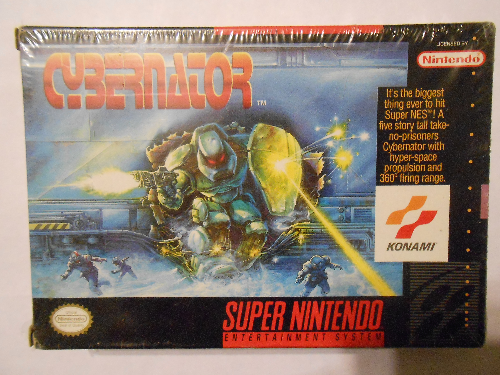 CYBERNATOR
TM
LICENSED BY
Nintendo
It's the biggest
thing ever to hit
Super NES™! A
five story tall take-
no-prisoners
Cybernator with
hyper-space
propulsion and
360° firing range.
KONAMI
Nintendo
SUPER NINTENDO
ENTERTAINMENT SYSTEM